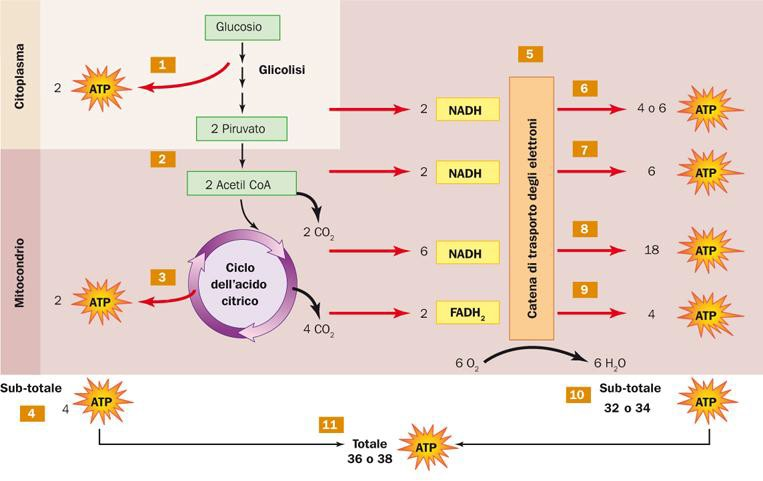 Citoplasma
Mitocondrio
Glucosio
Glicolisi
1
2
ATP
2 Piruvato
2
2 Acetil CoA
2 CO2
Ciclo
dell'acido
citrico
3
2
ATP
4 CO2
2
NADH
2
NADH
6
NADH
2
FADH2
5
Catena di trasporto degli elettroni
6
4 o 6
ATP
7
6
ATP
8
18
ATP
9
4
ATP
6 O2
6 H2O
Sub-totale
4
4
ATP
10
Sub-totale
32 o 34
ATP
11
Totale
36 o 38
ATP